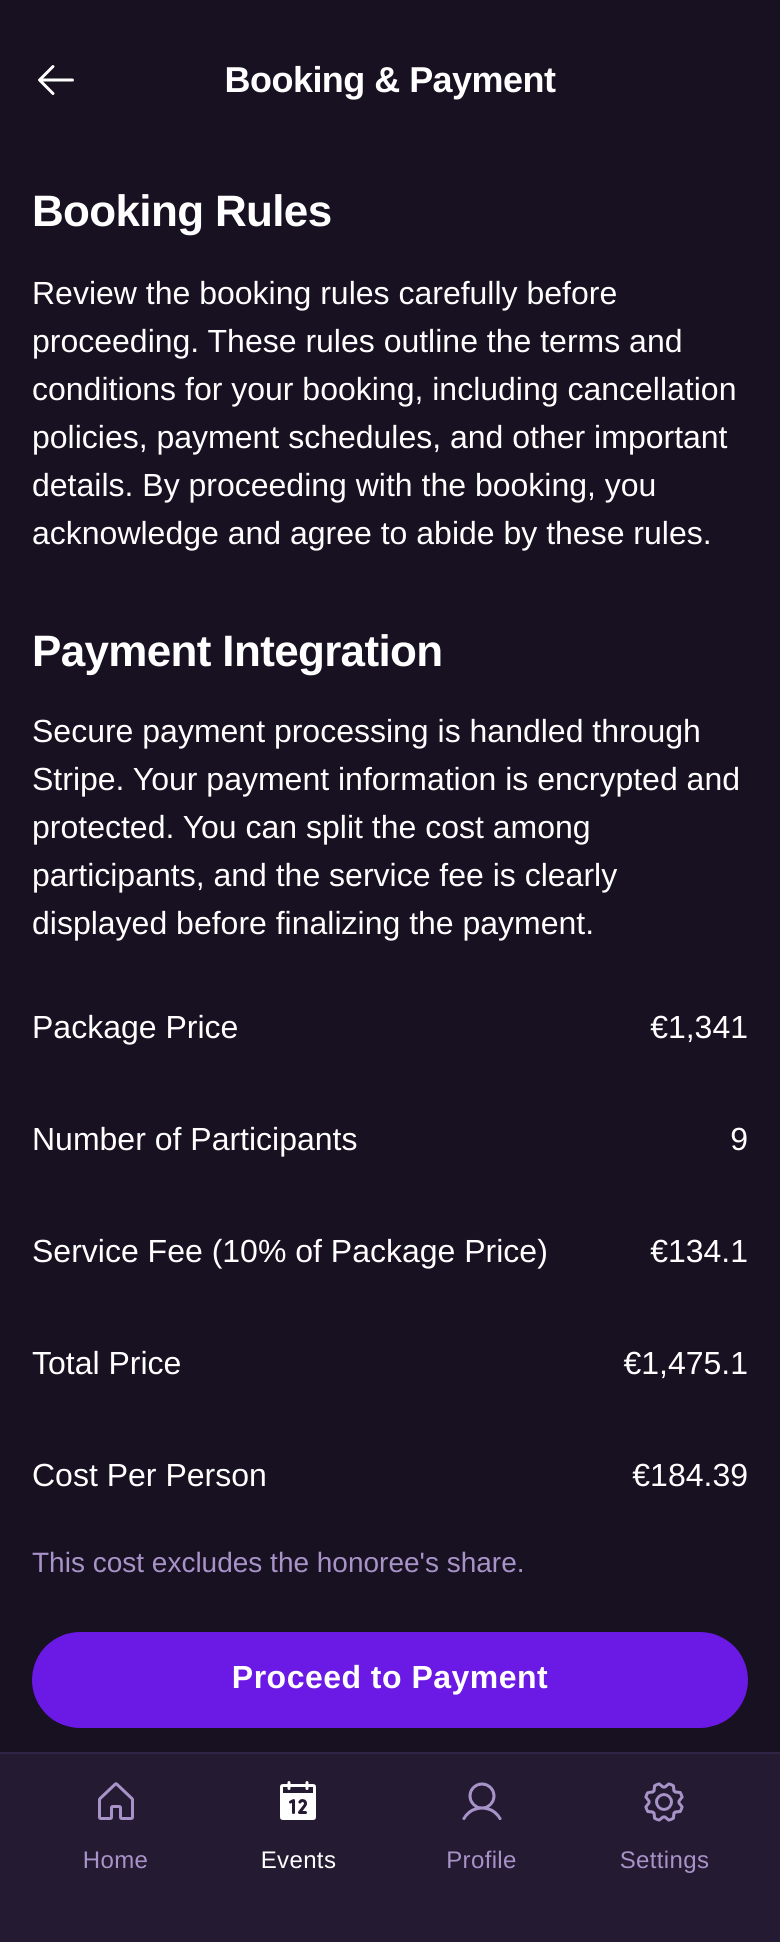 Booking & Payment
Booking Rules
Review the booking rules carefully before
proceeding. These rules outline the terms and
conditions for your booking, including cancellation
policies, payment schedules, and other important
details. By proceeding with the booking, you
acknowledge and agree to abide by these rules.
Payment Integration
Secure payment processing is handled through
Stripe. Your payment information is encrypted and
protected. You can split the cost among
participants, and the service fee is clearly
displayed before finalizing the payment.
Package Price €1,341
Number of Participants 9
Service Fee (10% of Package Price) €134.1
Total Price €1,475.1
Cost Per Person €184.39
This cost excludes the honoree's share.
Proceed to Payment
12
Home Events Profile Settings